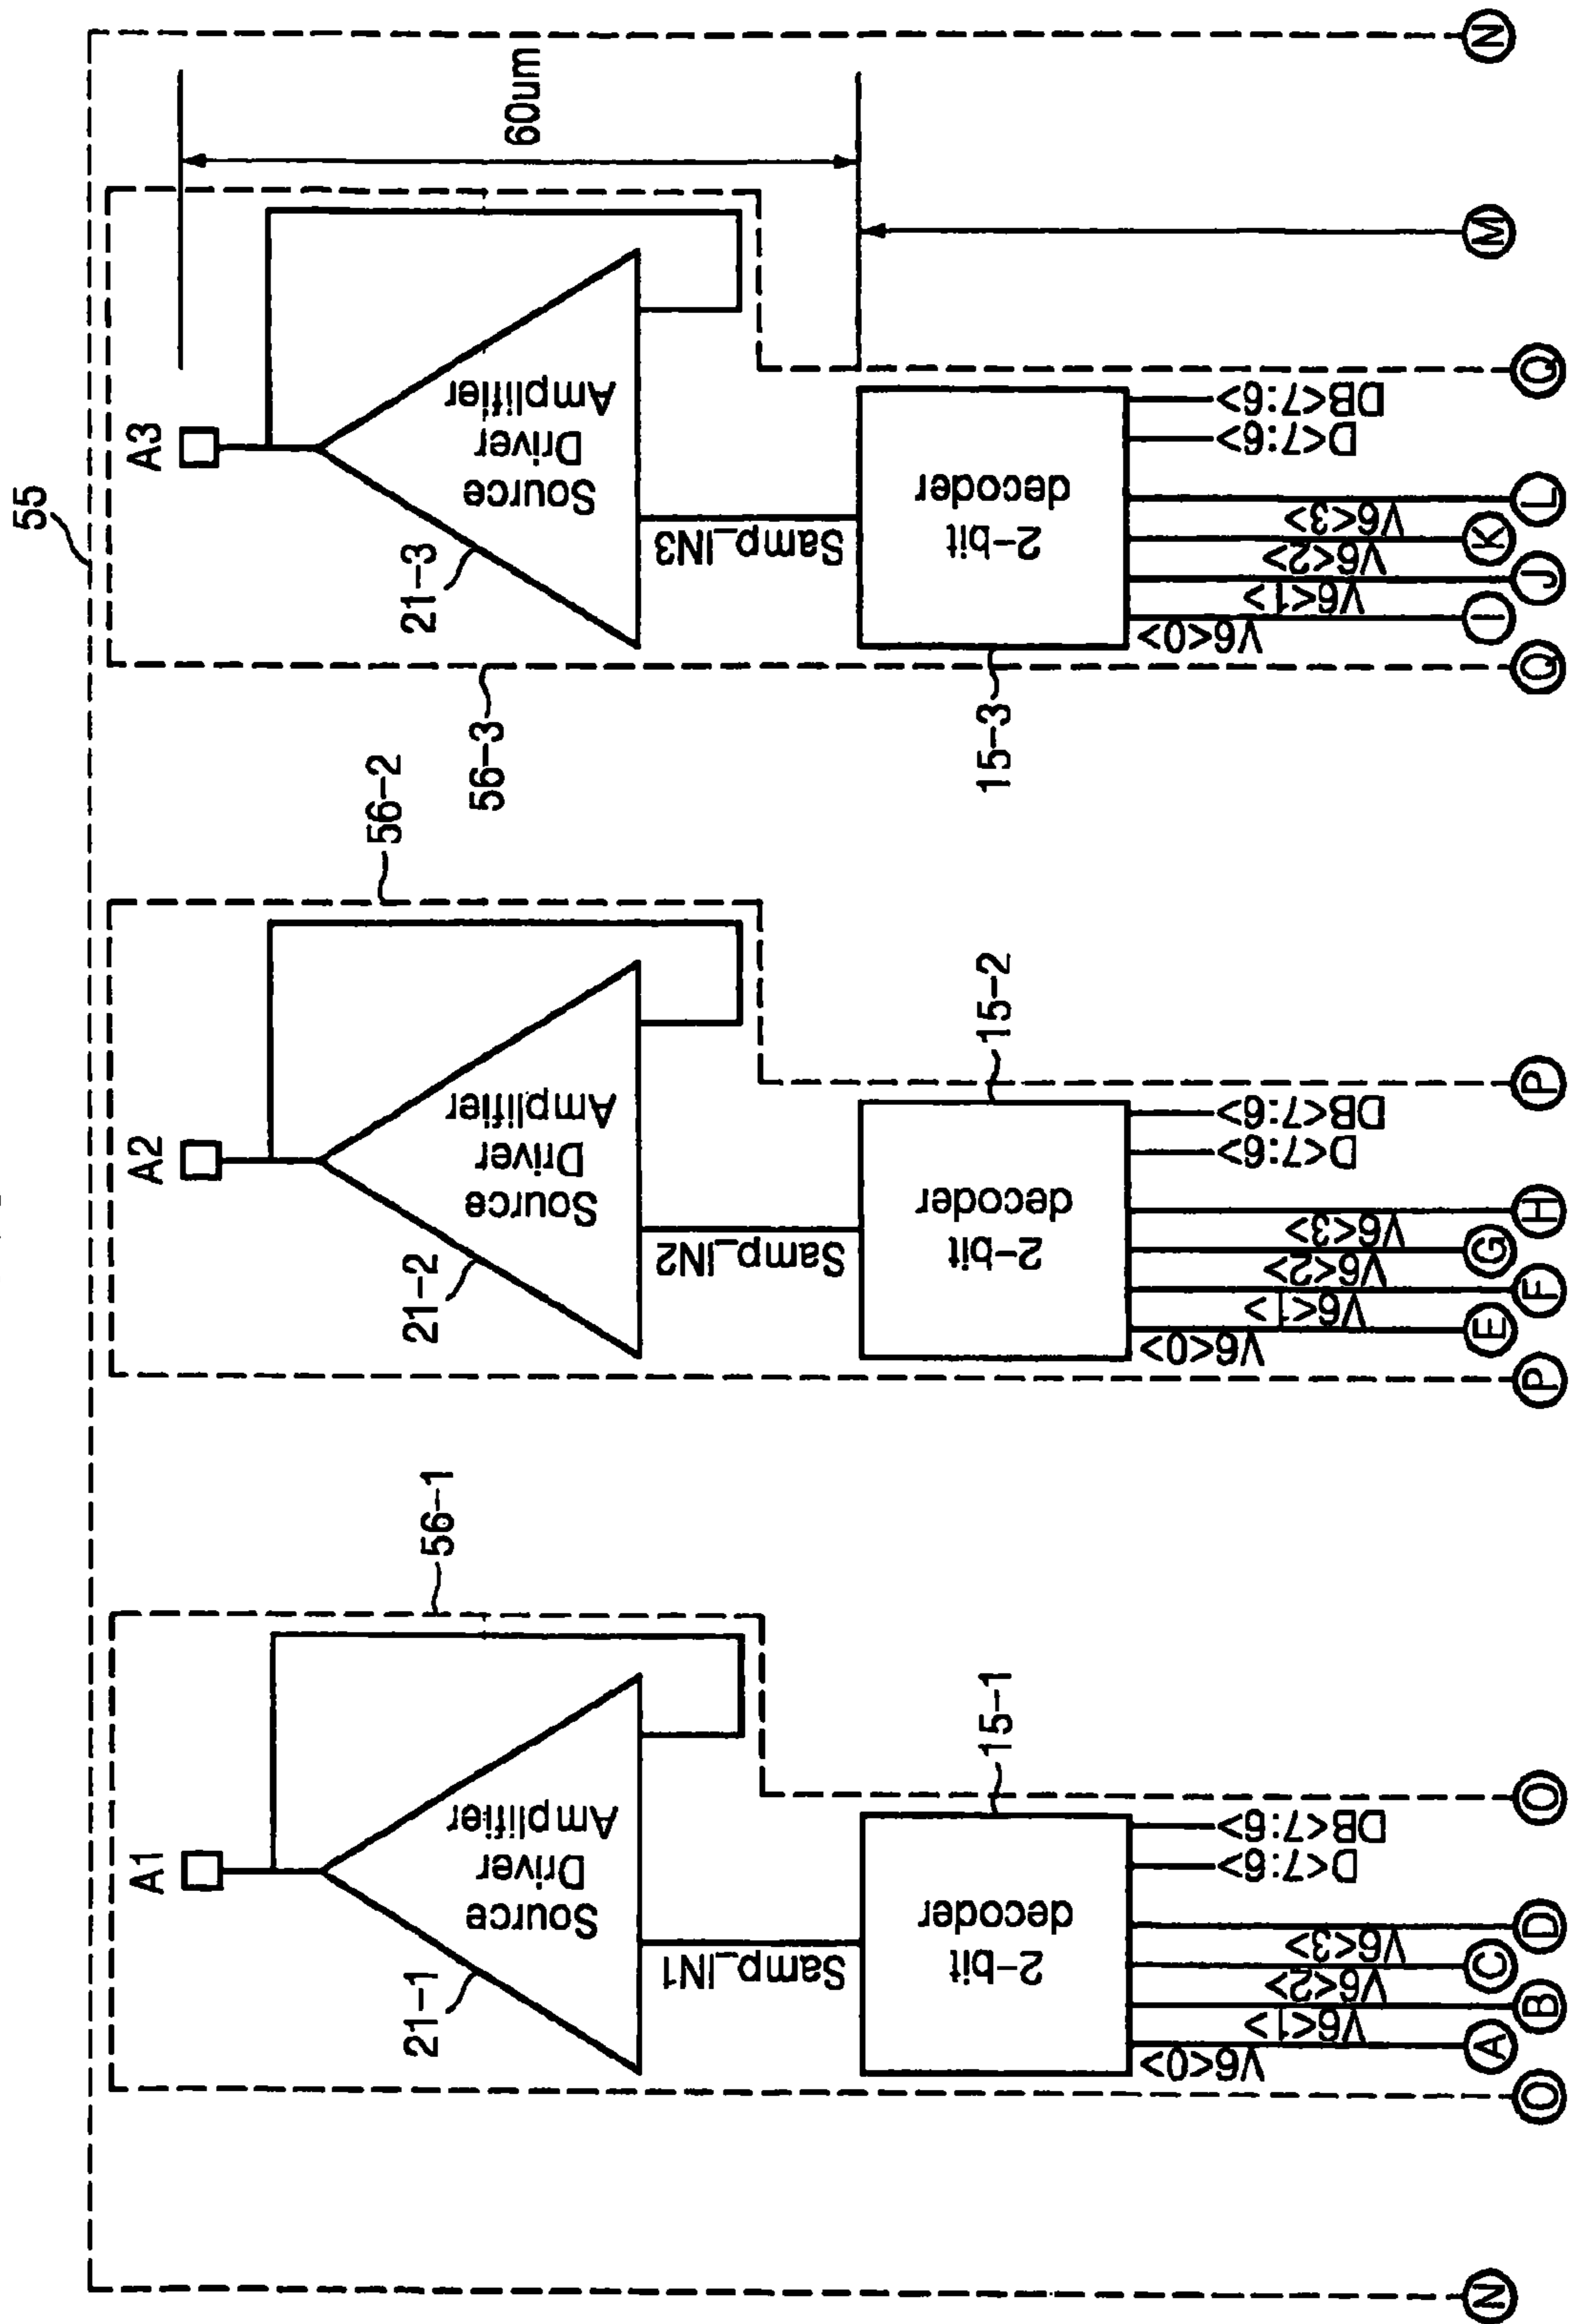 55
A3
60um
21-3
Source
Driver
Amplifier
56-3
Samp_IN3
2-bit
decoder
15-3
V6<0>
V6<1>
V6<2>
V6<3>
D<7:6>
DB<7:6>
I
J
K
L
M
N
Q
Q
A2
56-2
21-2
Source
Driver
Amplifier
Samp_IN2
2-bit
decoder
15-2
V6<0>
V6<1>
V6<2>
V6<3>
D<7:6>
DB<7:6>
E
F
G
H
P
P
A1
56-1
21-1
Source
Driver
Amplifier
Samp_IN1
2-bit
decoder
15-1
V6<0>
V6<1>
V6<2>
V6<3>
D<7:6>
DB<7:6>
A
B
C
D
O
O
N